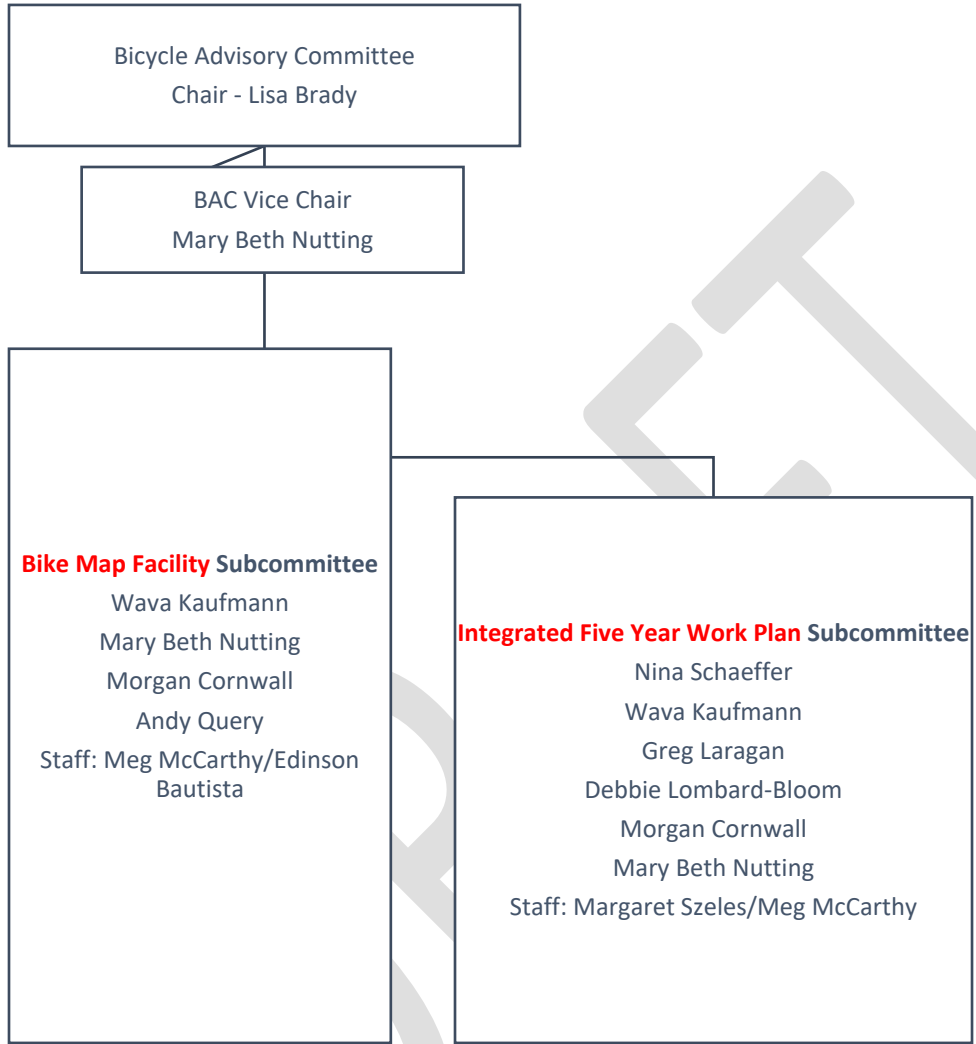 Bicycle Advisory Committee
Chair - Lisa Brady
BAC Vice Chair
Mary Beth Nutting
Bike Map Facility Subcommittee
Wava Kaufmann
Mary Beth Nutting
Morgan Cornwall
Andy Query
Staff: Meg McCarthy/Edinson
Bautista
Integrated Five Year Work Plan Subcommittee
Nina Schaeffer
Wava Kaufmann
Greg Laragan
Debbie Lombard-Bloom
Morgan Cornwall
Mary Beth Nutting
Staff: Margaret Szeles/Meg McCarthy